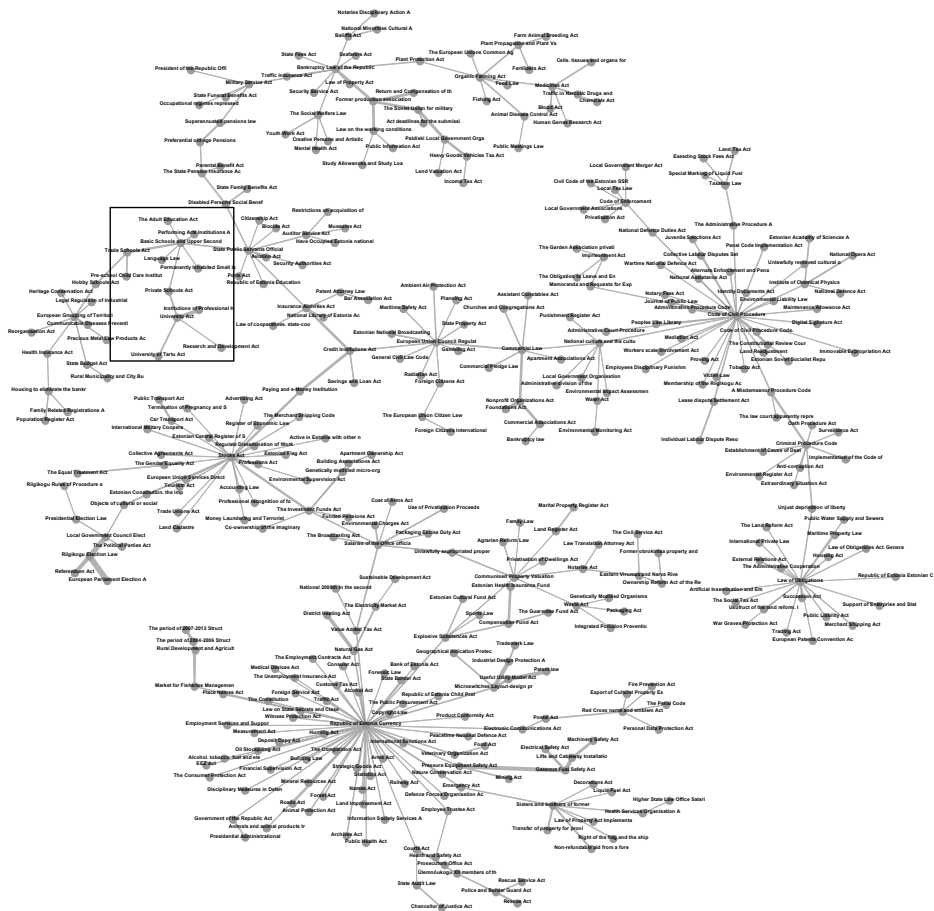 Notaries Disciplinary Action A
National Minorities Cultural A
Bailiffs Act
State Fees Act
Seafarers Act
Bankruptcy Law of the Republic
Plant Protection Act
The European Unions Common Ag
Farm Animal Breeding Act
Plant Propagation and Plant Va
Fertilizers Act
Cells, tissues and organs for
President of the Republic Offi
Traffic Insurance Act
Military Service Act
Law of Property Act
Organic Farming Act
Feed Law
Medicines Act
State Funeral Benefits Act
Security Service Act
Return and Compensation of th
Former production association
Traffic in Narcotic Drugs and
Chemicals Act
Occupational regimes repressed
The Soviet Union for military
Fishing Act
Blood Act
The Social Welfare Law
Act deadlines for the submissi
Animal Disease Control Act
Human Genes Research Act
Superannuated pensions law
Law on the working conditions
Youth Work Act
Creative Persons and Artistic
Paldiski Local Government Orga
Preferential old-age Pensions
Mental Health Act
Public Information Act
Public Meetings Law
Heavy Goods Vehicles Tax Act
Study Allowances and Study Loa
Parental Benefit Act
The State Pension Insurance Ac
Land Valuation Act
Income Tax Act
State Family Benefits Act
Disabled Persons Social Benef
Land Tax Act
Exseeding Stock Fees Act
Local Government Merger Act
Special Marking of Liquid Fuel
Civil Code of the Estonian SSR
Local Tax Law
Taxation Law
Code of Enforcement
Local Government Associations
Privatisation Act
The Adult Education Act
Citizenship Act
Restrictions on acquisition of
Biocide Act
Museums Act
Auditor Service Act
Performing Arts Institutions A
Basic Schools and Upper Second
Have Occupied Estonia national
Trade Schools Act
State Public Servants Official
Aviation Act
Language Law
Security Authorities Act
Permanently Inhabited Small Is
Pre-school Child Care Institut
Ports Act
Hobby Schools Act
Republic of Estonia Education
The Administrative Procedure A
National Defence Duties Act
Juvenile Sanctions Act
Estonian Academy of Sciences A
Penal Code Implementation Act
The Garden Association privati
Collective Labour Disputes Set
National Opera Act
Impoverishment Act
Unlawfully removed cultural o
Wartime National Defence Act
Alternate Enforcement and Pena
The Obligation to Leave and En
National Assistance Act
Institute of Chemical Physics
Memoranda and Requests for Exp
Identity Documents Act
National Defence Act
Notary Fees Act
Environmental Liability Law
Journal of Public Law
Administrative Procedure Code
Maintenance Allowance Act
Code of Civil Procedure
Heritage Conservation Act
Private Schools Act
Legal Regulation of Industrial
Institutions of Professional H
University Act
European Grouping of Territori
Communicable Diseases Preventi
Reorganisation Act
Precious Metal Law Products Ac
Research and Development Act
Health Insurance Act
University of Tartu Act
State Budget Act
Rural Municipality and City Bu
Patent Attorney Law
Bar Association Act
Insurance Activities Act
National Library of Estonia Ac
Law of cooperatives. state-coo
Ambient Air Protection Act
Planning Act
Assistant Constables Act
Maritime Safety Act
Churches and Congregations Act
State Property Act
Punishment Register Act
Estonian National Broadcasting
Administrative Court Procedure
Peoples Law Library
European Union Council Regulat
National culture and the cultu
Commercial Law
Gambling Act
General Civil Law Code
Credit Institutions Act
Apartment Associations Act
Digital Signature Act
Code of Civil Procedure Code.
Mediation Act
The Constitutional Review Cour
Workers scale Involvement Act
Land Readjustment
Immovable Expropriation Act
Estonian Soviet Socialist Repu
Proving Act
Tobacco Act
Employees Disciplinary Punishm
Commercial Pledge Law
Radiation Act
Local Government Organisation
Victim Law
Foreign Citizens Act
Administrative division of the
Membership of the Riigikogu Ac
Savings and Loan Act
Environmental Impact Assessmen
A Misdemeanor Procedure Code
Housing to eliminate the bankr
Paying and e-Money Institution
Nonprofit Organizations Act
Water Act
Lease dispute Settlement Act
Foundations Act
Public Transport Act
Advertising Act
The law court apparently repre
Family Related Registrations A
Termination of Pregnancy and S
The Merchant Shipping Code
The European Union Citizen Law
Oath Procedure Act
Population Register Act
Car Transport Act
Register of Economic Law
Commercial Associations Act
Surveillance Act
International Military Coopera
Foreign Citizens International
Environmental Monitoring Act
Estonian Central Register of S
Active in Estonia with other n
Bankruptcy law
Individual Labour Dispute Reso
Criminal Procedure Code
Regulate Dissemination of Work
Establishment of Cause of Deat
Collective Agreements Act
Estonian Flag Act
Apartment Ownership Act
Stocks Act
Implementation of the Code of
The Gender Equality Act
Professions Act
Building Associations Act
Anti-corruption Act
The Equal Treatment Act
Genetically modified micro-org
Environmental Register Act
European Union Services Direct
Environmental Supervision Act
Extraordinary Situation Act
Riigikogu Rules of Procedure a
Tourism Act
Accounting Law
Estonian Constitution. the imp
Objects of cultural or social
Professional recognition of fo
Coat of Arms Act
Trade Unions Act
The Investment Funds Act
Use of Privatisation Proceeds
Marital Property Register Act
Unjust deprivation of liberty
Presidential Election Law
Money Laundering and Terrorist
Funded Pensions Act
Public Water Supply and Sewera
Land Cadastre
Co-ownership of the imaginary
Environmental Charges Act
Family Law
The Land Reform Act
Local Government Council Elect
The Broadcasting Act
Packaging Excise Duty Act
Land Register Act
The Civil Service Act
Maritime Property Law
The Political Parties Act
Salaries of the Office officia
Agrarian Reform Law
Law Translation Attorney Act
International Private Law
Law of Obligations Act. Genera
Riigikogu Election Law
Unlawfully expropriated proper
Former obrokintsa property and
Housing Act
Privatisation of Dwellings Act
External Relations Act
Notaries Act
The Administrative Cooperation
Referendum Act
Communised Property Valuation
Eastern Virumaa and Narva Rive
European Parliament Election A
Sustainable Development Act
Estonian Health Insurance Fund
Ownership Reform Act of the Re
Law of Obligations
Republic of Estonia Estonian C
National 2009th in the second
Artificial Insemination and Em
Estonian Cultural Fund Act
Genetically Modified Organisms
Succession Act
The Social Tax Act
The Electricity Market Act
Waste Act
Usufruct of the land reform. I
Support of Enterprise and Stat
District Heating Act
Sports Law
The Guarantee Fund Act
Packaging Act
Public Liability Act
Compensation Fund Act
War Graves Protection Act
Merchant Shipping Act
The period of 2007-2013 Struct
Value Added Tax Act
Integrated Pollution Preventio
Trading Act
The period of 2004-2006 Struct
Explosive Substances Act
European Patents Convention Ac
Rural Development and Agricult
Natural Gas Act
Trademark Law
Geographical Indication Protec
The Employment Contracts Act
Bank of Estonia Act
Industrial Design Protection A
Medical Devices Act
Consular Act
Forensic Law
Patent law
The Unemployment Insurance Act
State Border Act
Useful Utility Model Act
Market for Fisheries Managemen
Customs Tax Act
Microswitches Layout-design pr
Fire Prevention Act
Place Names Act
Foreign Service Act
Alcohol Act
Republic of Estonia Child Prot
Export of Cultural Property Ex
The Constitution
Traffic Act
The Public Procurement Act
The Penal Code
Law on State Secrets and Class
Copyright Law
Red Cross name and emblem Act
Witness Protection Act
Product Conformity Act
Postal Act
Employment Services and Suppor
Republic of Estonia Currency
Electronic Communications Act
Personal Data Protection Act
Measurement Act
Hunting Act
Peacetime National Defence Act
Machinery Safety Act
Deposit Copy Act
International Sanctions Act
Food Act
Electrical Safety Act
Oil Stockpiling Act
The Completion Act
Veterinary Organization Act
Lifts and Cableway Installatio
Alcohol. tobacco. fuel and ele
Building Law
Arms Act
EEZ Act
Strategic Goods Act
Pressure Equipment Safety Act
Gaseous Fuel Safety Act
Financial Supervision Act
Statistics Act
Nature Conservation Act
The Consumer Protection Act
Mineral Resources Act
Railway Act
Mining Act
Disciplinary Measures in Defen
Names Act
Emergency Act
Decorations Act
Forest Act
Defence Forces Organisation Ac
Liquid Fuel Act
Roads Act
Land Improvement Act
Sisters and brothers of former
Higher State Law Office Salari
Animal Protection Act
Employee Trustee Act
Health Services Organisation A
Government of the Republic Act
Information Society Services A
Law of Property Act Implementa
Animals and animal products tr
Transfer of property for provi
Presidential Administrational
Archives Act
Right of the flag and the ship
Public Health Act
Courts Act
Non-refundable aid from a fore
Health and Safety Act
Prosecutors Office Act
Ülemnõukogu XII members of th
State Audit Law
Rescue Service Act
Police and Border Guard Act
Rescue Act
Chancellor of Justice Act